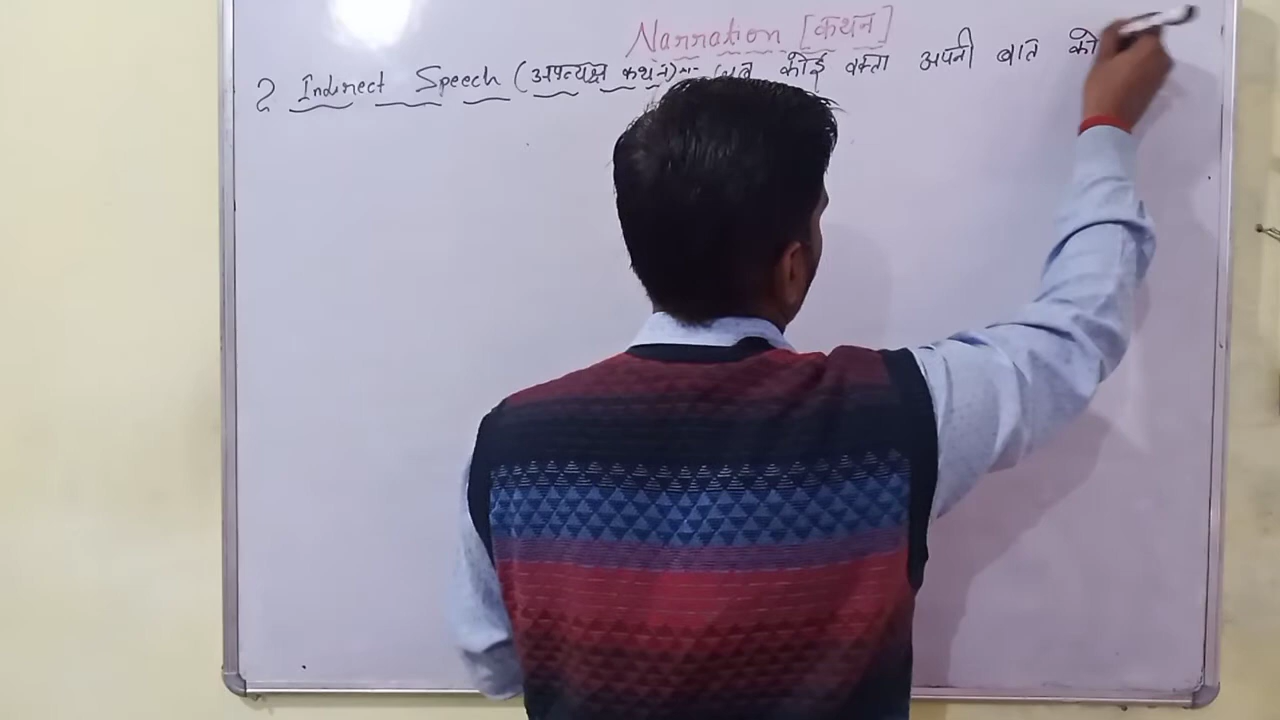 Narration [कथन]
2 Indirect Speech (अप्रत्यक्ष कथन):- जब कोई वक्ता अपनी बात को